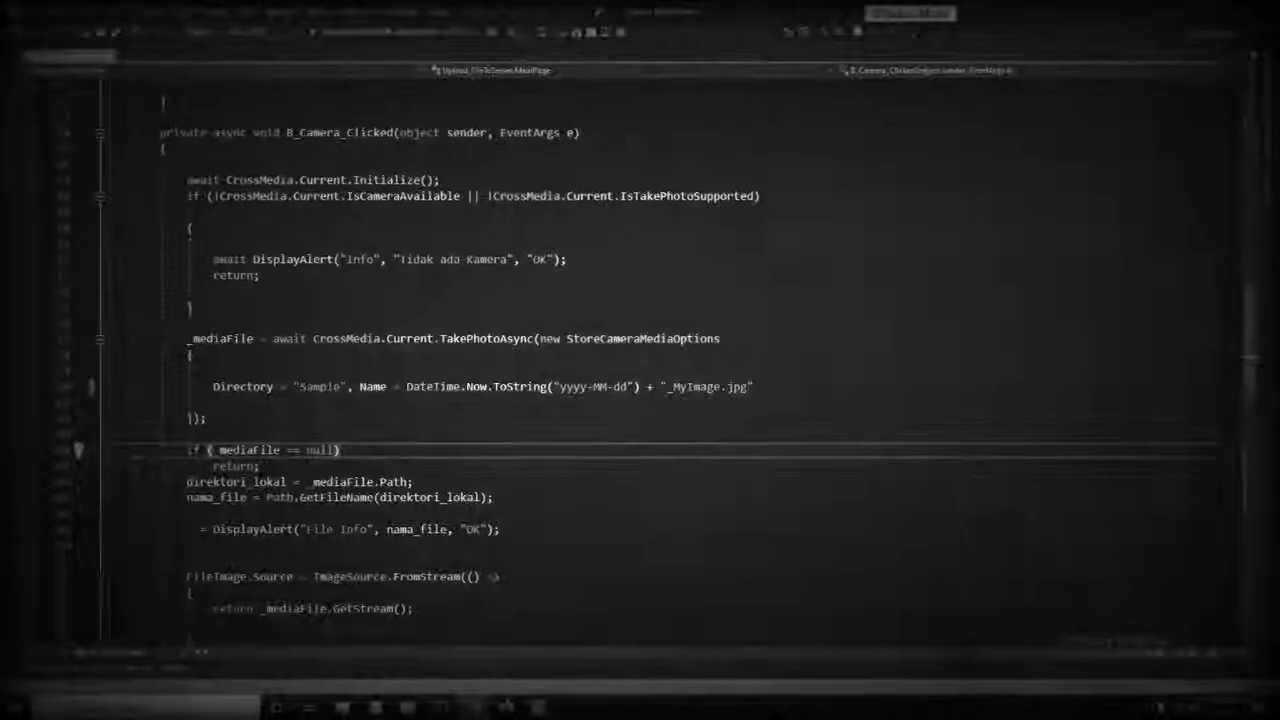 Upload_FileToServer.MainPage
}
private async void B_Camera_Clicked(object sender, EventArgs e)
{
await CrossMedia.Current.Initialize();
if (!CrossMedia.Current.IsCameraAvailable || !CrossMedia.Current.IsTakePhotoSupported)
{
await DisplayAlert("Info", "Tidak ada Kamera", "OK");
return;
}
_mediaFile = await CrossMedia.Current.TakePhotoAsync(new StoreCameraMediaOptions
{
Directory = "Sample", Name = DateTime.Now.ToString("yyyy-MM-dd") + "_MyImage.jpg"
});
if (_mediaFile == null)
return;
direktori_lokal = _mediaFile.Path;
nama_file = Path.GetFileName(direktori_lokal);
= DisplayAlert("File Info", nama_file, "OK");
FileImage.Source = ImageSource.FromStream(() =>
{
return _mediaFile.GetStream();